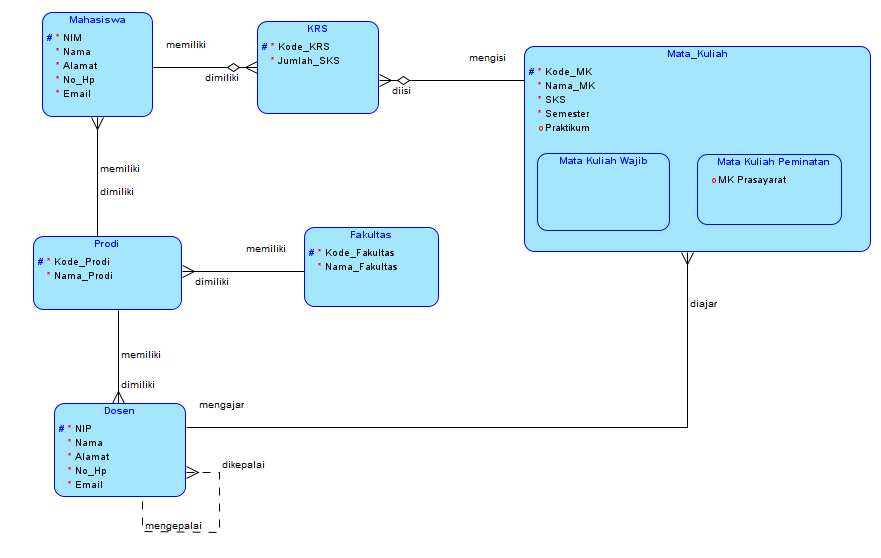 Mahasiswa
# * NIM
* Nama
* Alamat
* No_Hp
* Email
memiliki
dimiliki
KRS
# * Kode_KRS
* Jumlah_SKS
mengisi
diisi
Mata_Kuliah
# * Kode_MK
* Nama_MK
* SKS
* Semester
o Praktikum
Mata Kuliah Wajib
Mata Kuliah Peminatan
o MK Prasayarat
memiliki
dimiliki
Prodi
# * Kode_Prodi
* Nama_Prodi
memiliki
dimiliki
Fakultas
# * Kode_Fakultas
* Nama_Fakultas
diajar
memiliki
dimiliki
Dosen
# * NIP
* Nama
* Alamat
* No_Hp
* Email
mengajar
dikepalai
mengepalai